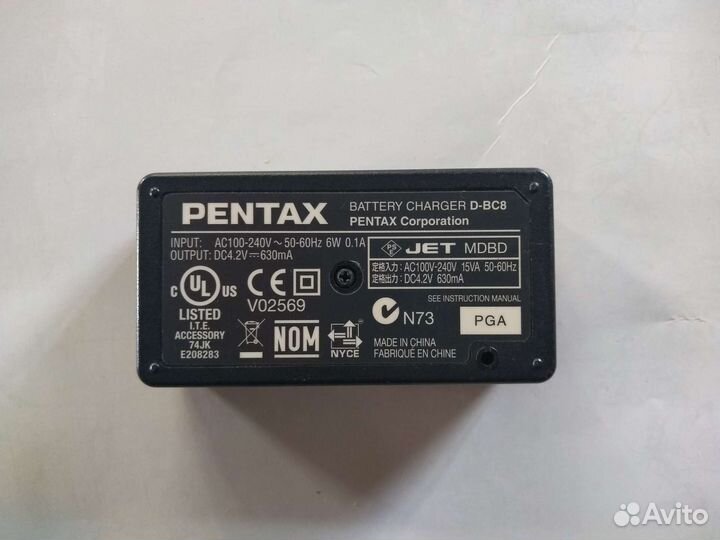 PENTAX
BATTERY CHARGER D-BC8
PENTAX Corporation
INPUT: AC100-240V ~ 50-60Hz 6W 0.1A
OUTPUT: DC4.2V ⎓ 630mA
PS E JET MDBD
定格入力: AC100V-240V 15VA 50-60Hz
定格出力: DC4.2V 630mA
C UL US
LISTED
I.T.E.
ACCESSORY
74JK
E208283
CE
V02569
NOM
NYCE
SEE INSTRUCTION MANUAL
N73
PGA
MADE IN CHINA
FABRIQUÉ EN CHINE
Avito